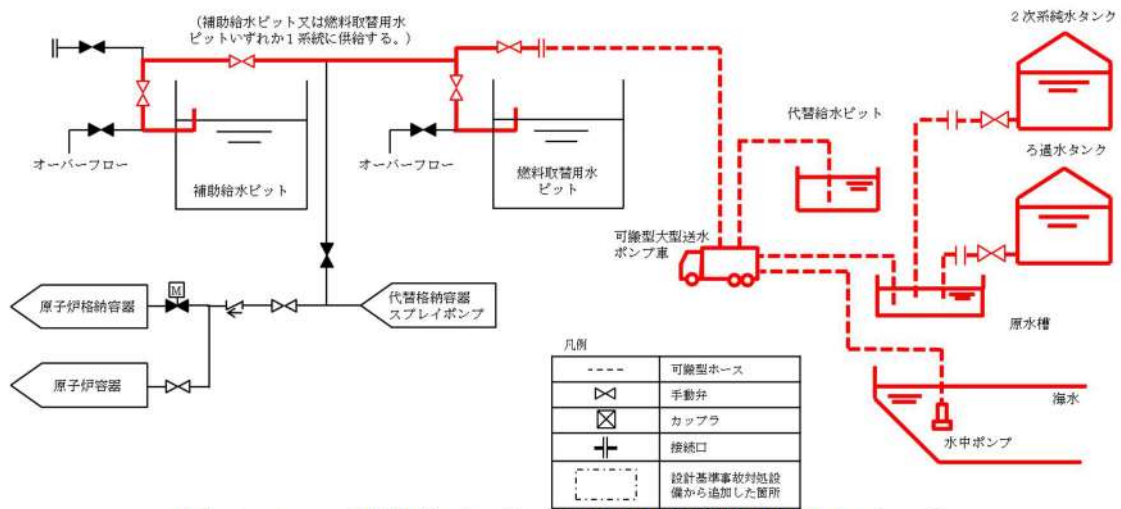 (補助給水ピット又は燃料取替用水
ピットいずれか1系統に供給する。)
2次系純水タンク
代替給水ピット
オーバーフロー
補助給水ピット
オーバーフロー
燃料取替用水
ピット
ろ過水タンク
可搬型大型送水
ポンプ車
M
原子炉格納容器
代替格納容器
スプレイポンプ
原水槽
原子炉容器
凡例
可搬型ホース
手動弁
カップラ
接続口
設計基準事故対処設
備から追加した箇所
海水
水中ポンプ